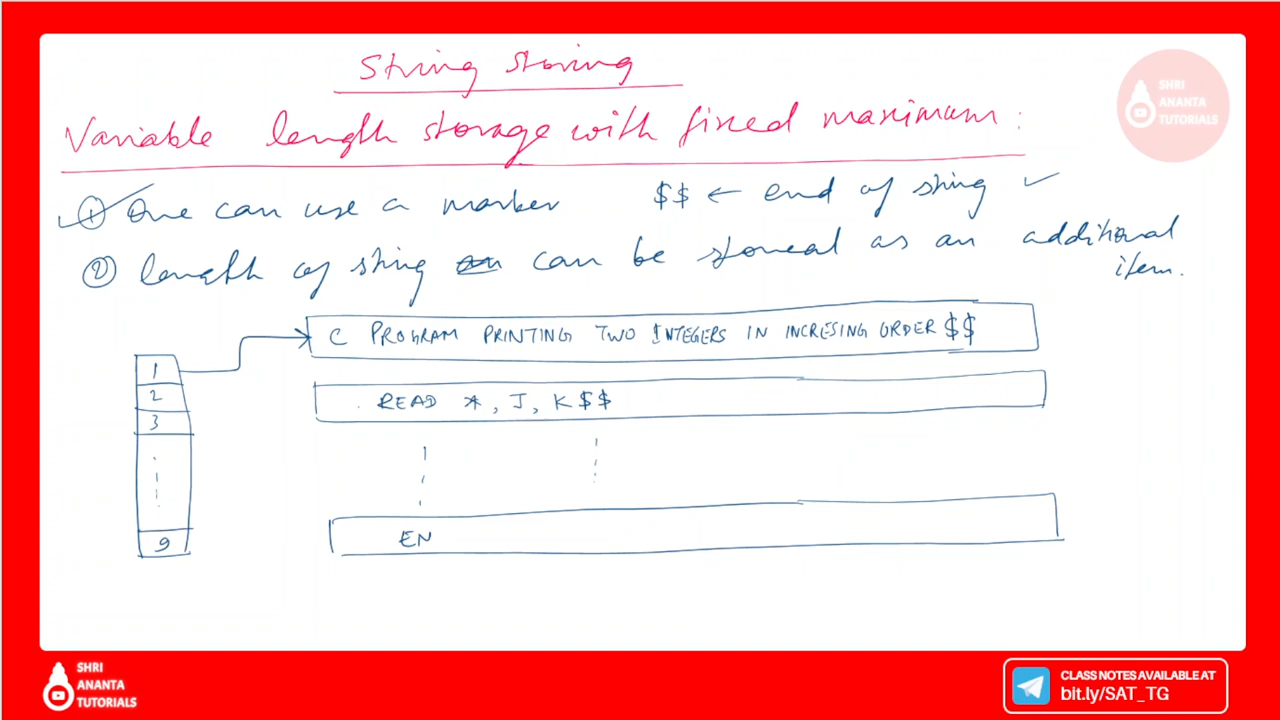 String storing
SHRI
ANANTA
TUTORIALS
Variable length storage with fixed maximum :
① One can use a marker $$ ← end of string ✓
② length of string can be stored as an additional
item.
C PROGRAM PRINTING TWO INTEGERS IN INCRESING ORDER $$
1
2
READ *, J, K $$
3
9
EN
SHRI
ANANTA
TUTORIALS
CLASS NOTES AVAILABLE AT
bit.ly/SAT_TG